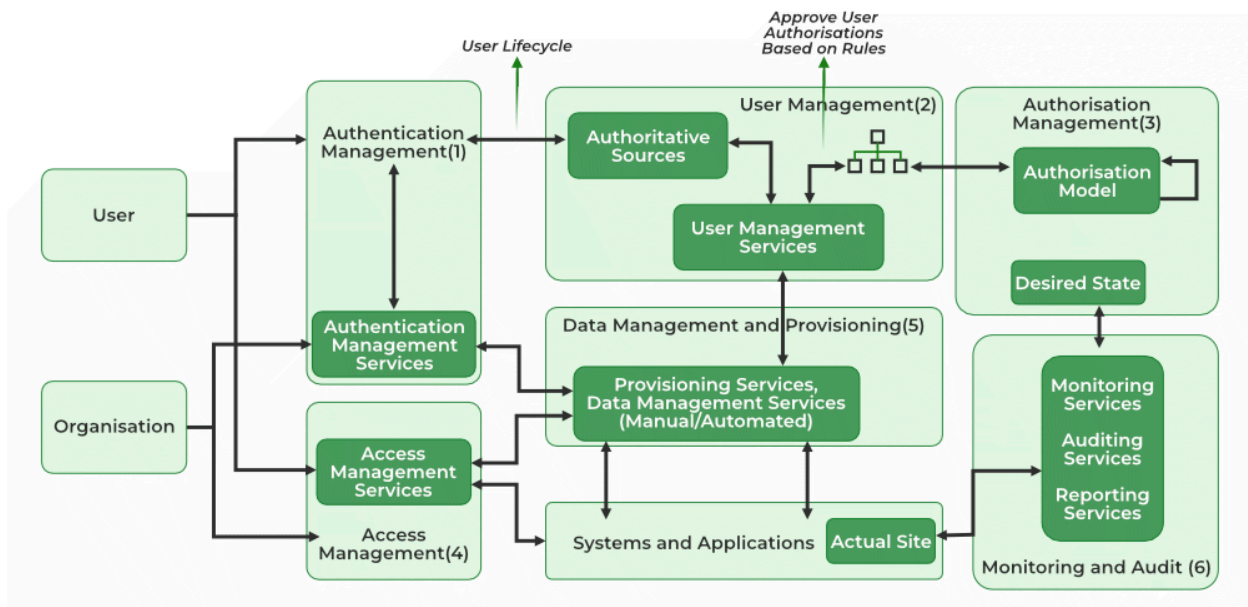 User Lifecycle
Approve User
Authorisations
Based on Rules
User
Organisation
Authentication
Management(1)
Authentication
Management
Services
Access
Management
Services
Access
Management(4)
User Management(2)
Authoritative
Sources
User Management
Services
Data Management and Provisioning(5)
Provisioning Services,
Data Management Services
(Manual/Automated)
Systems and Applications
Actual Site
Authorisation
Management(3)
Authorisation
Model
Desired State
Monitoring
Services
Auditing
Services
Reporting
Services
Monitoring and Audit (6)